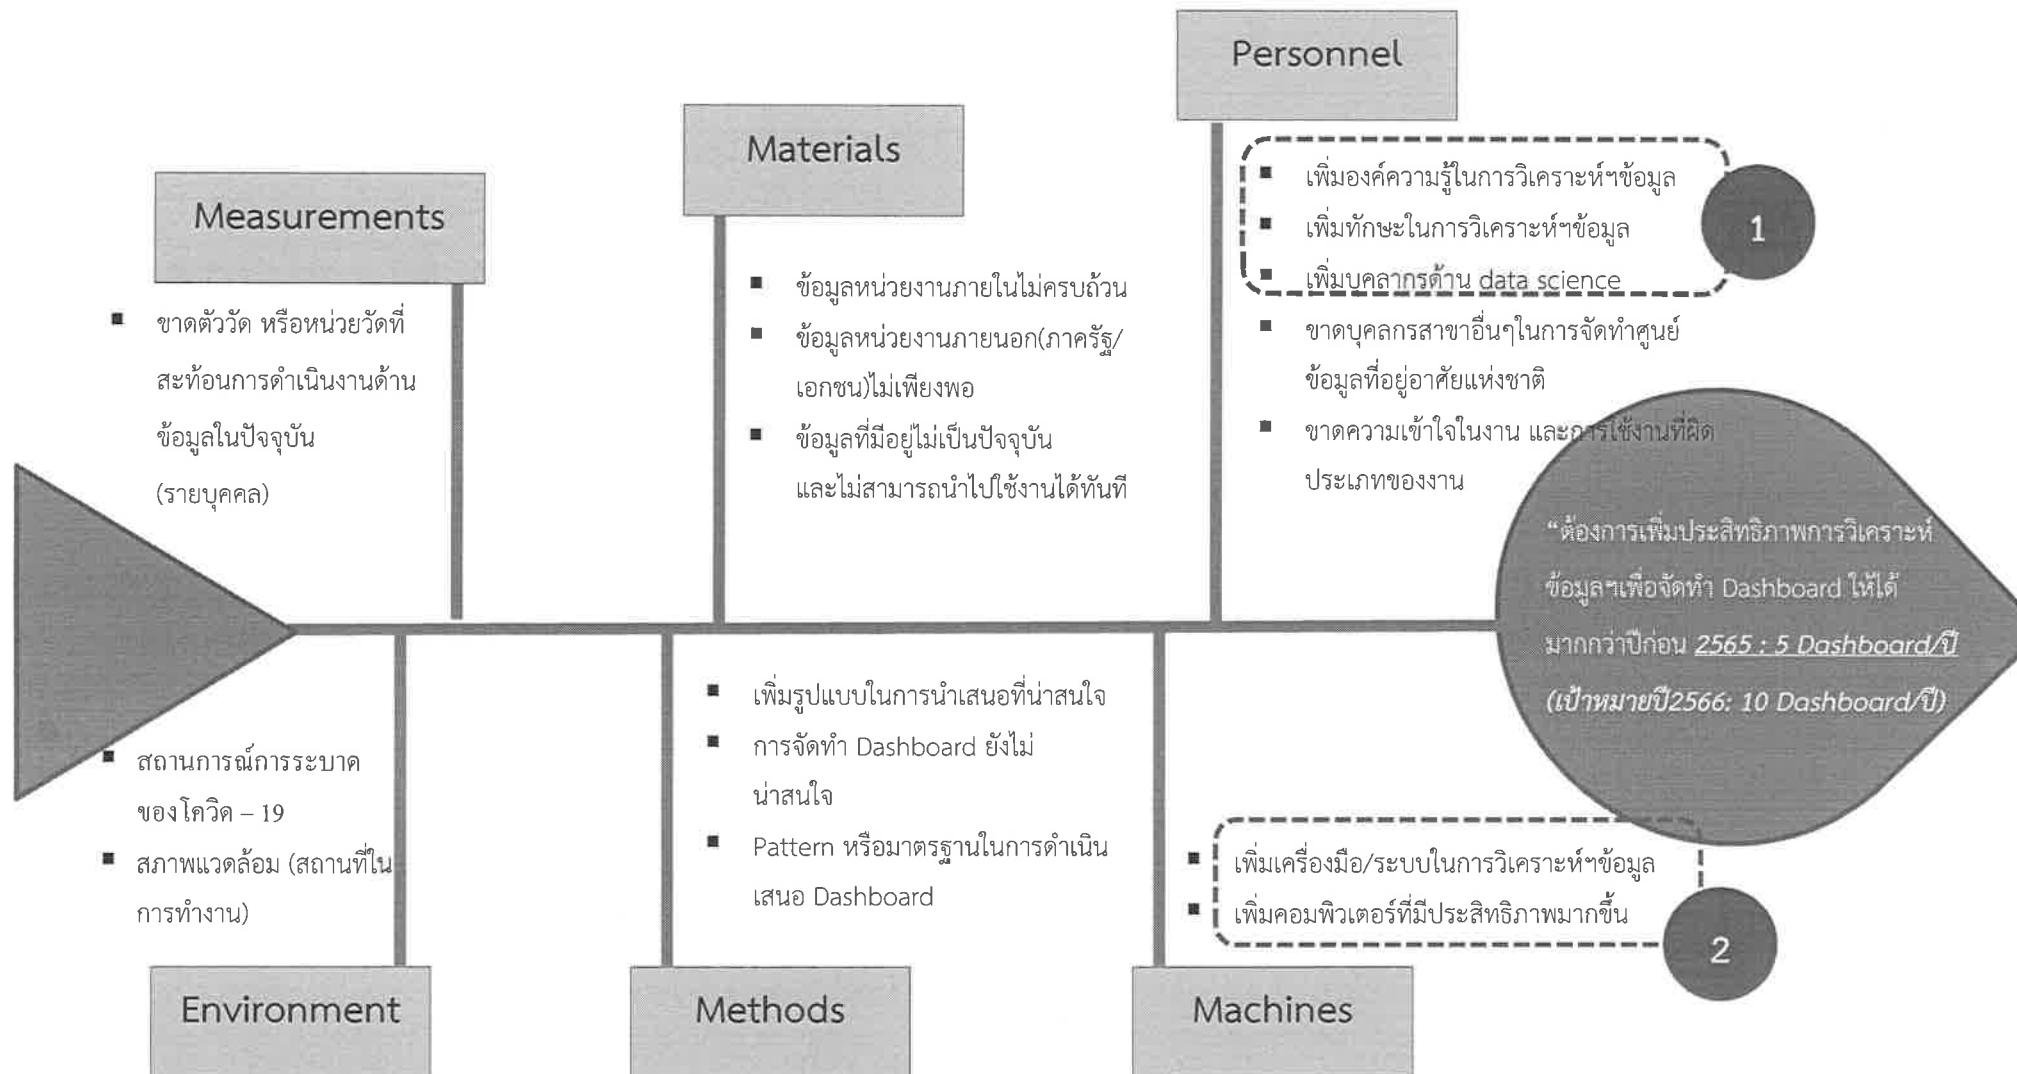 Personnel
เพิ่มองค์ความรู้ในการวิเคราะห์ฯข้อมูล
เพิ่มทักษะในการวิเคราะห์ฯข้อมูล
เพิ่มบุคลากรด้าน data science
1
ขาดบุคลกรสาขาอื่นๆในการจัดทำศูนย์
ข้อมูลที่อยู่อาศัยแห่งชาติ
ขาดความเข้าใจในงาน และการใช้งานที่ผิด
ประเภทของงาน
Materials
ข้อมูลหน่วยงานภายในไม่ครบถ้วน
ข้อมูลหน่วยงานภายนอก(ภาครัฐ/
เอกชน)ไม่เพียงพอ
ข้อมูลที่มีอยู่ไม่เป็นปัจจุบัน
และไม่สามารถนำไปใช้งานได้ทันที
Measurements
ขาดตัววัด หรือหน่วยวัดที่
สะท้อนการดำเนินงานด้าน
ข้อมูลในปัจจุบัน
(รายบุคคล)
“ต้องการเพิ่มประสิทธิภาพการวิเคราะห์
ข้อมูลฯเพื่อจัดทำ Dashboard ให้ได้
มากกว่าปีก่อน 2565 : 5 Dashboard/ปี
(เป้าหมายปี2566: 10 Dashboard/ปี)
สถานการณ์การระบาด
ของโควิด – 19
สภาพแวดล้อม (สถานที่ใน
การทำงาน)
Environment
เพิ่มรูปแบบในการนำเสนอที่น่าสนใจ
การจัดทำ Dashboard ยังไม่
น่าสนใจ
Pattern หรือมาตรฐานในการดำเนิน
เสนอ Dashboard
Methods
เพิ่มเครื่องมือ/ระบบในการวิเคราะห์ฯข้อมูล
เพิ่มคอมพิวเตอร์ที่มีประสิทธิภาพมากขึ้น
2
Machines